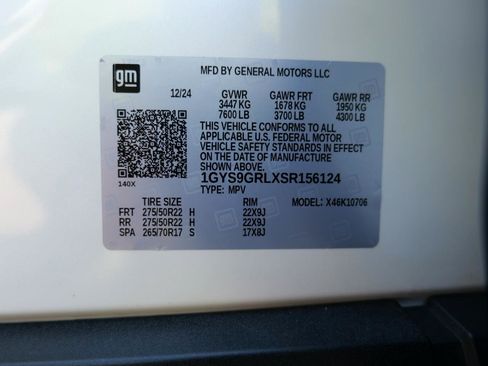 gm
MFD BY GENERAL MOTORS LLC
12/24 GVWR GAWR FRT GAWR RR
3447 KG 1678 KG 1950 KG
7600 LB 3700 LB 4300 LB
THIS VEHICLE CONFORMS TO ALL APPLICABLE
U.S. FEDERAL MOTOR
VEHICLE SAFETY STANDARDS IN EFFECT
ON THE DATE OF MANUFACTURE
SHOWN ABOVE.
1GYS9GRLXSR156124
140X
TYPE: MPV
TIRE SIZE RIM MODEL: X46K10706
FRT 275/50R22 H 22X9J
RR 275/50R22 H 22X9J
SPA 265/70R17 S 17X8J